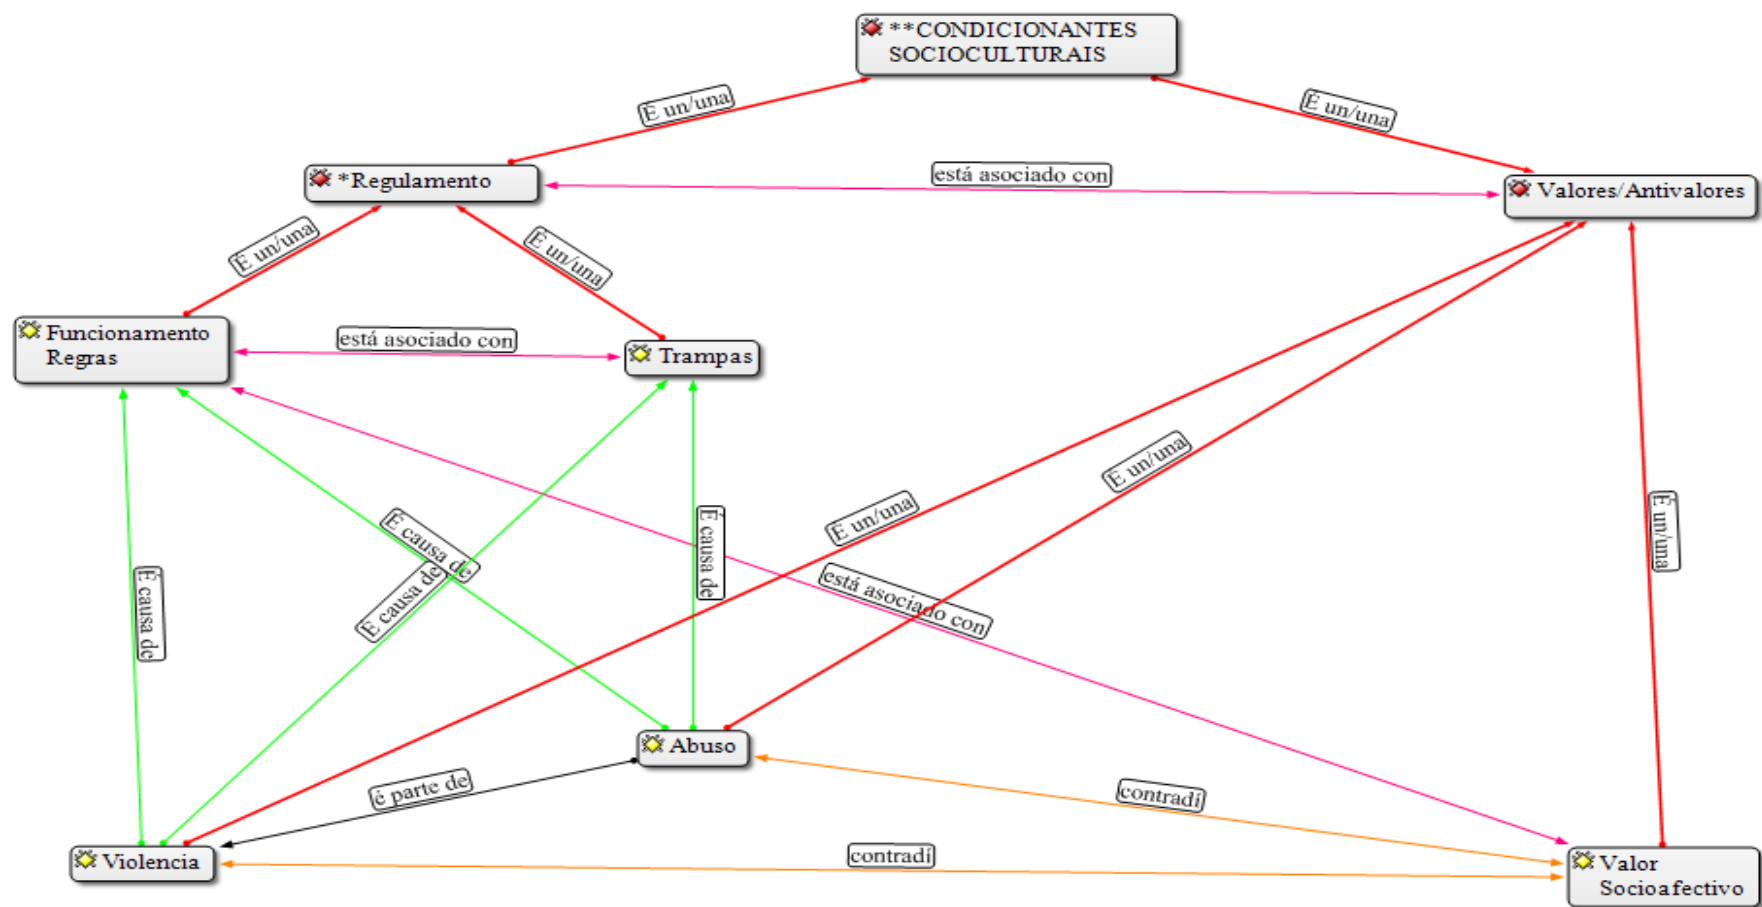 **CONDICIONANTES
SOCIOCULTURAIS
É un/una
É un/una
*Regulamento
está asociado con
Valores/Antivalores
É un/una
É un/una
Funcionamento
Regras
está asociado con
Trampas
É un/una
É un/una
É un/una
É causa de
É causa de
É causa de
É causa de
está asociado con
Abuso
é parte de
contradí
Violencia
contradí
Valor
Socioafectivo